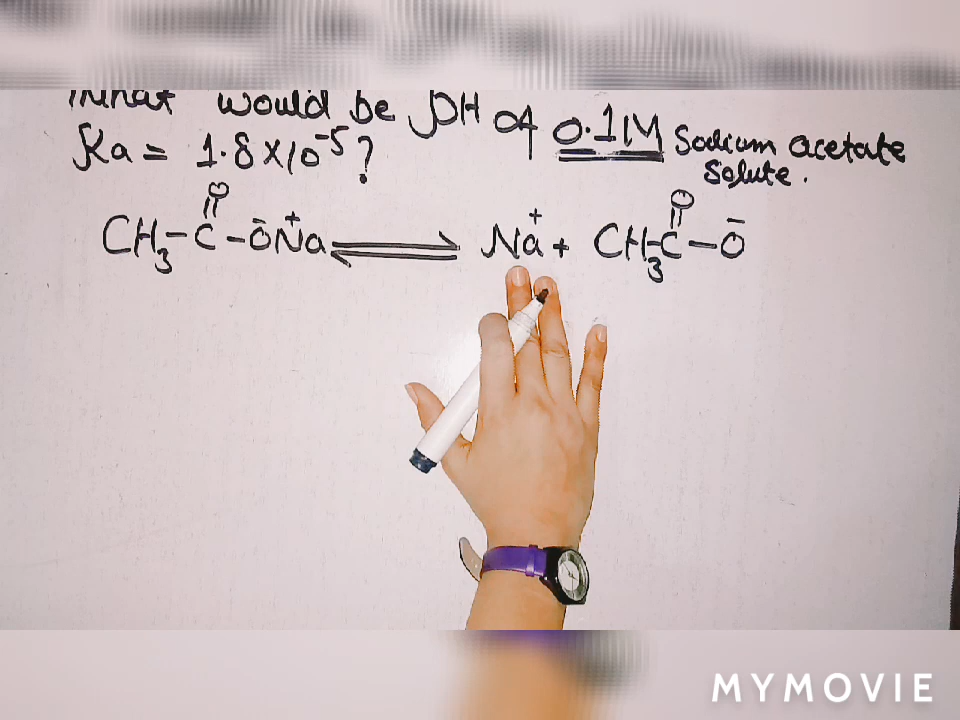 What would be pH of 0.1M Sodium acetate
Ka = 1.8×10⁻⁵? Solute.
O O
CH₃–C–ŌNa⁺ ⇌ Na⁺ + CH₃–C–Ō
MYMOVIE